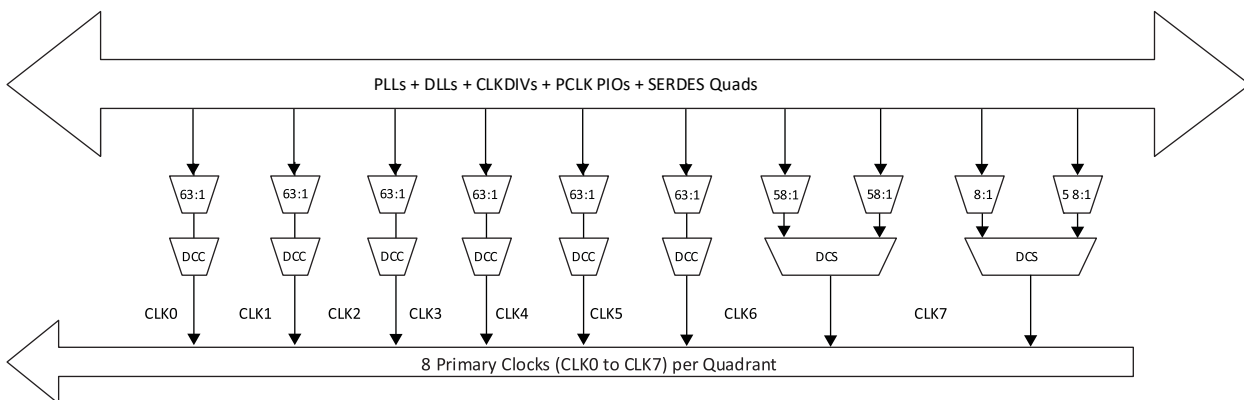 PLLs + DLLs + CLKDIVs + PCLK PIOs + SERDES Quads
63:1 63:1 63:1 63:1 63:1 63:1 58:1 58:1 8:1 5 8:1
DCC DCC DCC DCC DCC DCC DCS DCS
CLK0 CLK1 CLK2 CLK3 CLK4 CLK5 CLK6 CLK7
8 Primary Clocks (CLK0 to CLK7) per Quadrant